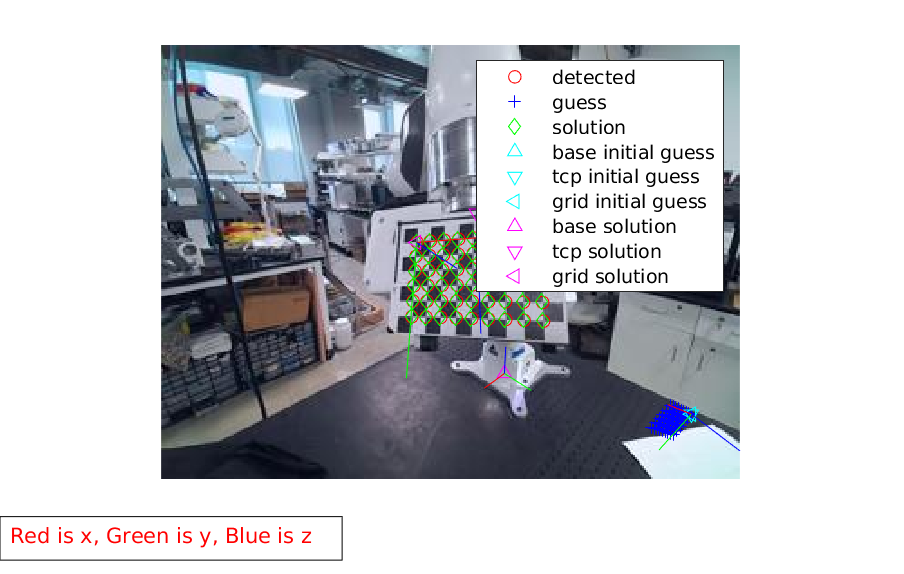 detected
guess
solution
base initial guess
tcp initial guess
grid initial guess
base solution
tcp solution
grid solution
Red is x, Green is y, Blue is z